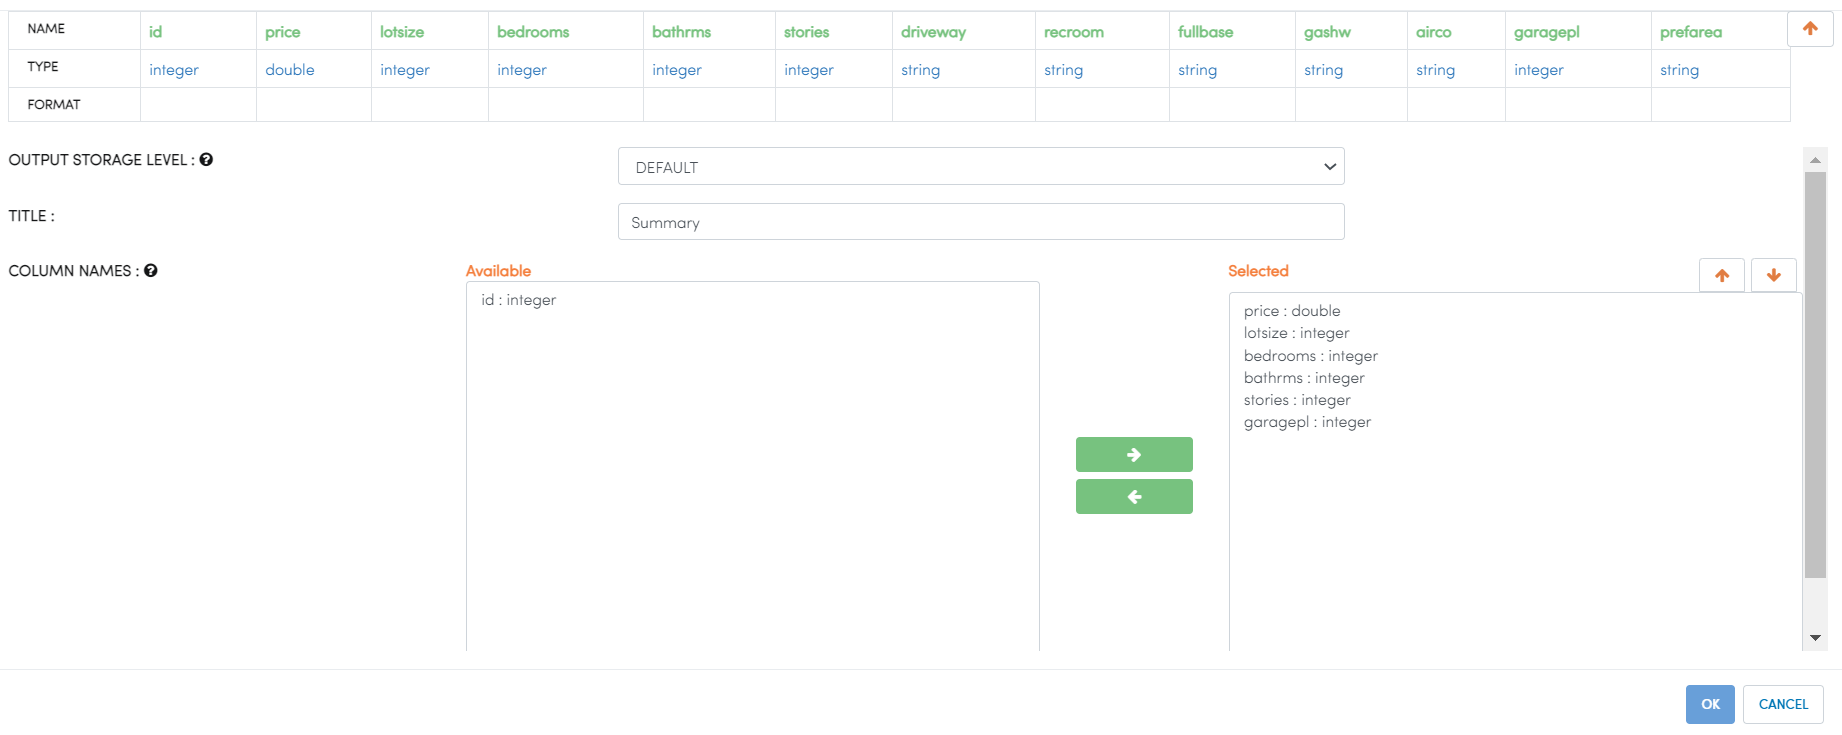 NAME id price lotsize bedrooms bathrms stories driveway recroom fullbase gashw airco garagepl prefarea
TYPE integer double integer integer integer integer string string string string string integer string
FORMAT
OUTPUT STORAGE LEVEL :
DEFAULT
TITLE :
Summary
COLUMN NAMES :
Available
id : integer
Selected
price : double
lotsize : integer
bedrooms : integer
bathrms : integer
stories : integer
garagepl : integer
OK CANCEL